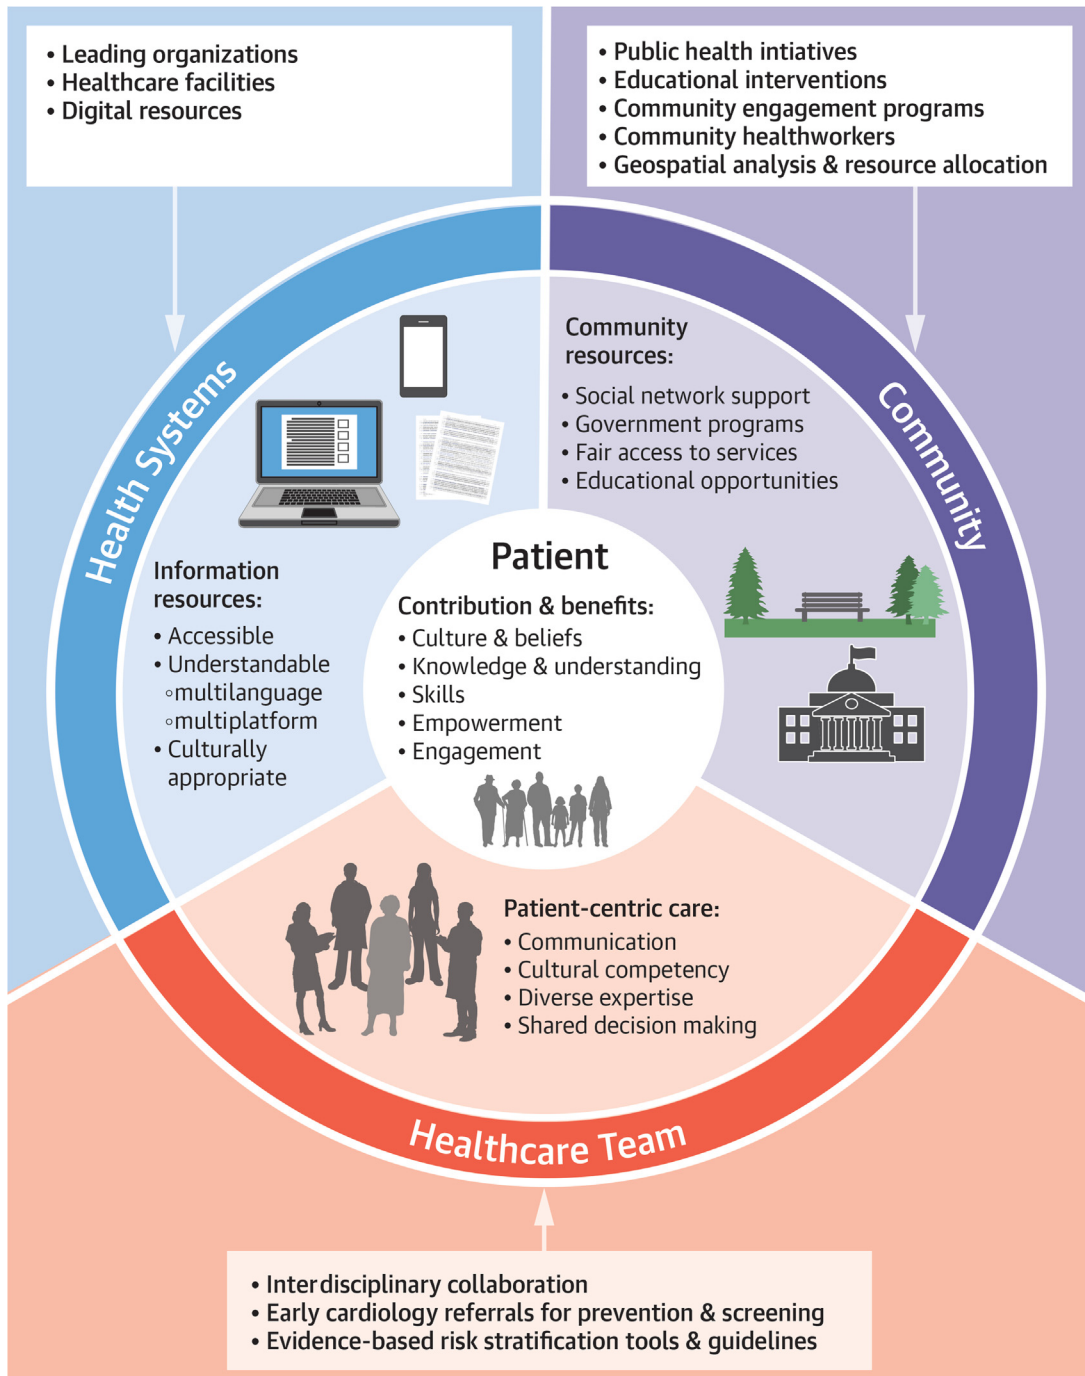 • Leading organizations
• Healthcare facilities
• Digital resources
• Public health intiatives
• Educational interventions
• Community engagement programs
• Community healthworkers
• Geospatial analysis & resource allocation
Health Systems
Community
Information
resources:
• Accessible
• Understandable
◦multilanguage
◦multiplatform
• Culturally
appropriate
Community
resources:
• Social network support
• Government programs
• Fair access to services
• Educational opportunities
Patient
Contribution & benefits:
• Culture & beliefs
• Knowledge & understanding
• Skills
• Empowerment
• Engagement
Patient-centric care:
• Communication
• Cultural competency
• Diverse expertise
• Shared decision making
Healthcare Team
• Interdisciplinary collaboration
• Early cardiology referrals for prevention & screening
• Evidence-based risk stratification tools & guidelines